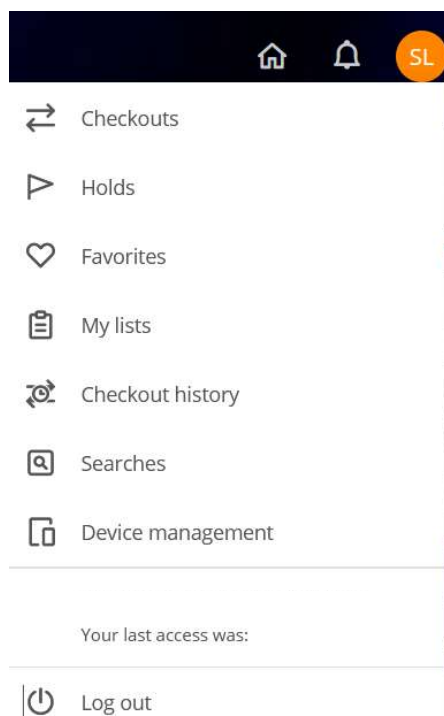 SL
Checkouts
Holds
Favorites
My lists
Checkout history
Searches
Device management
Your last access was:
Log out